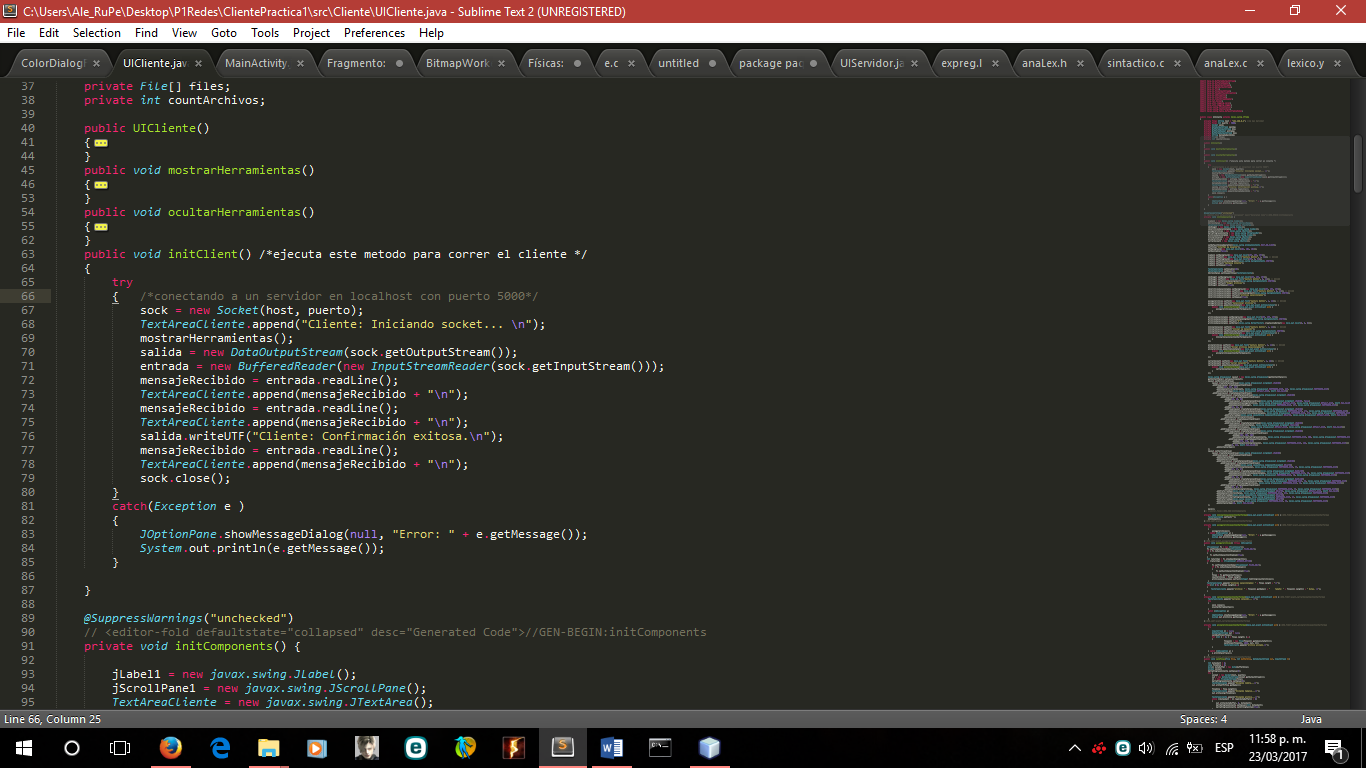 C:\Users\Ale_RuPe\Desktop\P1Redes\ClientePractica1\src\Cliente\UICliente.java - Sublime Text 2 (UNREGISTERED)
File Edit Selection Find View Goto Tools Project Preferences Help
ColorDialog UICliente.jav MainActivity. Fragmento: BitmapWork Físicas: e.c untitled package pac UIServidor.ja expreg.l anaLex.h sintactico.c anaLex.c lexico.y
37 private File[] files;
38 private int countArchivos;
39
40 public UICliente()
41 {
44 }
45 public void mostrarHerramientas()
46 {
53 }
54 public void ocultarHerramientas()
55 {
62 }
63 public void initClient() /*ejecuta este metodo para correr el cliente */
64 {
65 try
66 { /*conectando a un servidor en localhost con puerto 5000*/
67 sock = new Socket(host, puerto);
68 TextAreaCliente.append("Cliente: Iniciando socket... \n");
69 mostrarHerramientas();
70 salida = new DataOutputStream(sock.getOutputStream());
71 entrada = new BufferedReader(new InputStreamReader(sock.getInputStream()));
72 mensajeRecibido = entrada.readLine();
73 TextAreaCliente.append(mensajeRecibido + "\n");
74 mensajeRecibido = entrada.readLine();
75 TextAreaCliente.append(mensajeRecibido + "\n");
76 salida.writeUTF("Cliente: Confirmación exitosa.\n");
77 mensajeRecibido = entrada.readLine();
78 TextAreaCliente.append(mensajeRecibido + "\n");
79 sock.close();
80 }
81 catch(Exception e )
82 {
83 JOptionPane.showMessageDialog(null, "Error: " + e.getMessage());
84 System.out.println(e.getMessage());
85 }
86
87 }
88
89 @SuppressWarnings("unchecked")
90 // <editor-fold defaultstate="collapsed" desc="Generated Code">//GEN-BEGIN:initComponents
91 private void initComponents() {
92
93 jLabel1 = new javax.swing.JLabel();
94 jScrollPane1 = new javax.swing.JScrollPane();
95 TextAreaCliente = new javax.swing.JTextArea();
Line 66, Column 25 Spaces: 4 Java
ESP 11:58 p. m.
23/03/2017
1